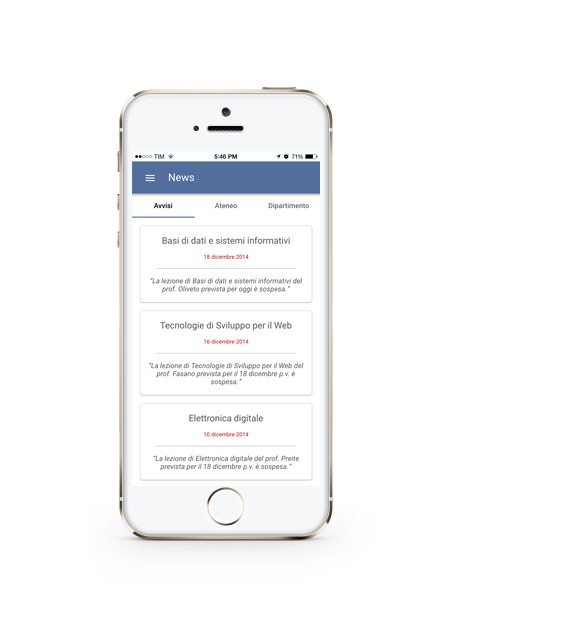 TIM 5:46 PM 71%
News
Avvisi Ateneo Dipartimento
Basi di dati e sistemi informativi
18 dicembre 2014
"La lezione di Basi di dati e sistemi informativi del
prof. Oliveto prevista per oggi è sospesa."
Tecnologie di Sviluppo per il Web
16 dicembre 2014
"La lezione di Tecnologie di Sviluppo per il Web del
prof. Fasano prevista per il 18 dicembre p.v. è
sospesa."
Elettronica digitale
10 dicembre 2014
"La lezione di Elettronica digitale del prof. Preite
prevista per il 18 dicembre p.v. è sospesa."